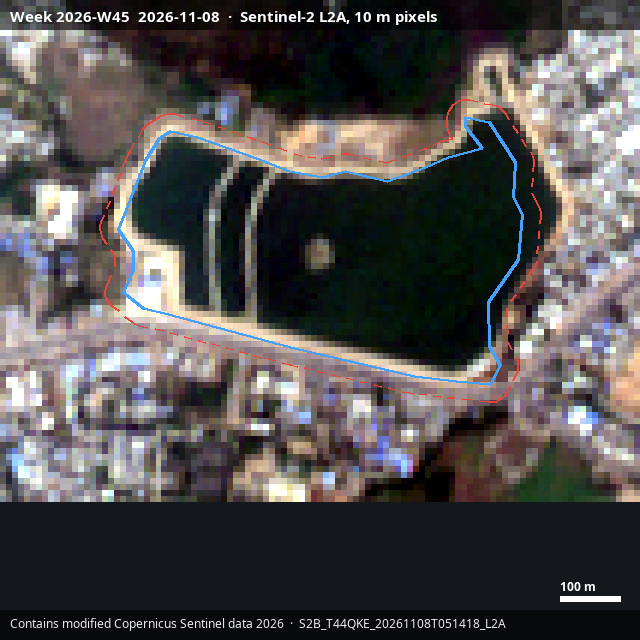 Week 2026-W45  2026-11-08  ·  Sentinel-2 L2A, 10 m pixels
100 m
Contains modified Copernicus Sentinel data 2026  ·  S2B_T44QKE_20261108T051418_L2A